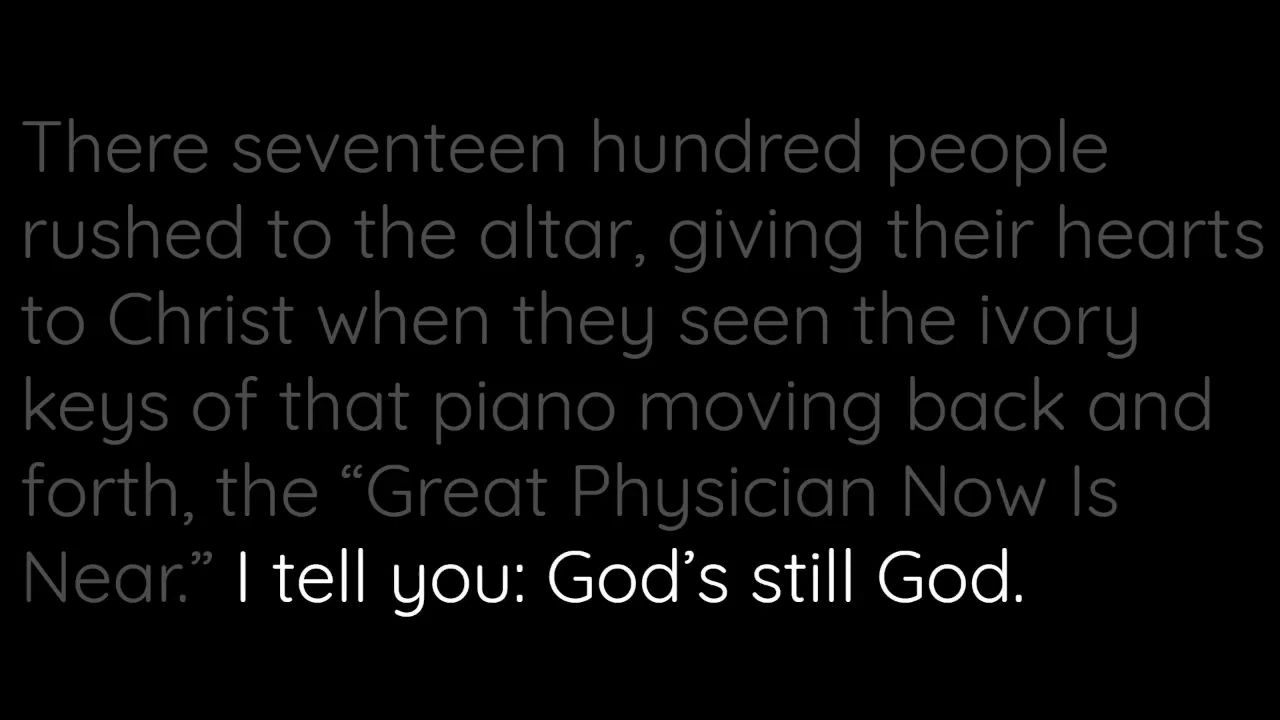 There seventeen hundred people
rushed to the altar, giving their hearts
to Christ when they seen the ivory
keys of that piano moving back and
forth, the “Great Physician Now Is
Near.” I tell you: God’s still God.